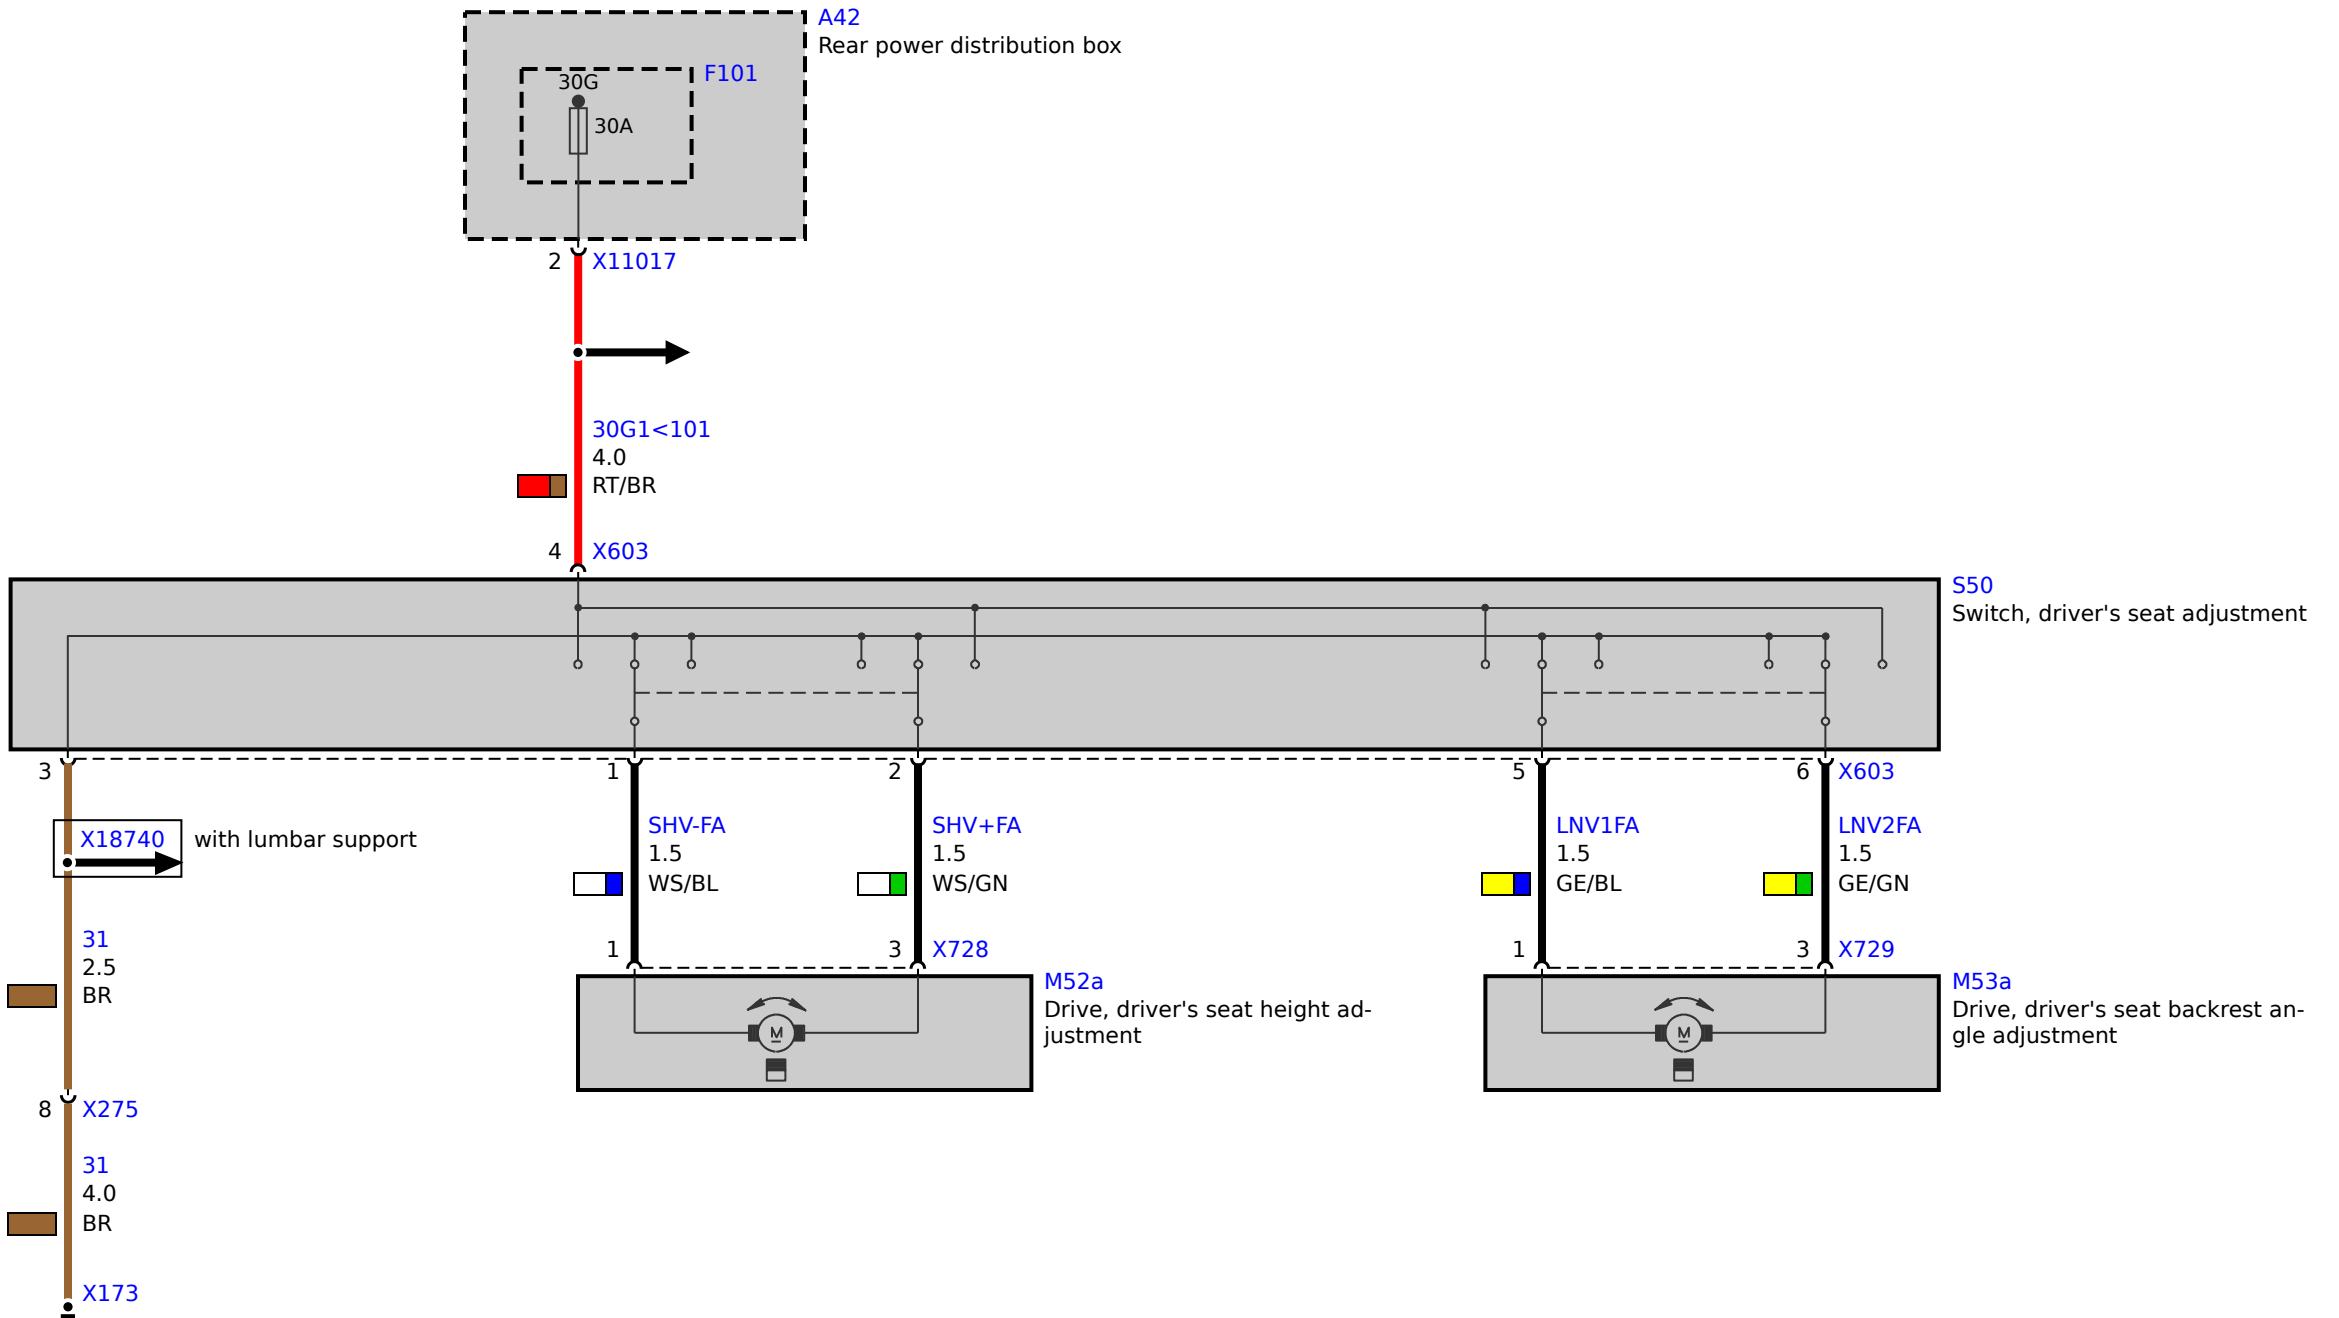 A42
Rear power distribution box
30G
F101
30A
2 X11017
30G1<101
4.0
RT/BR
4 X603
S50
Switch, driver's seat adjustment
3 1 2 5 6 X603
X18740 with lumbar support
SHV-FA
1.5
WS/BL
SHV+FA
1.5
WS/GN
LNV1FA
1.5
GE/BL
LNV2FA
1.5
GE/GN
31
2.5
BR
1 3 X728
1 3 X729
M52a
Drive, driver's seat height ad-
justment
M
M53a
Drive, driver's seat backrest an-
gle adjustment
M
8 X275
31
4.0
BR
X173